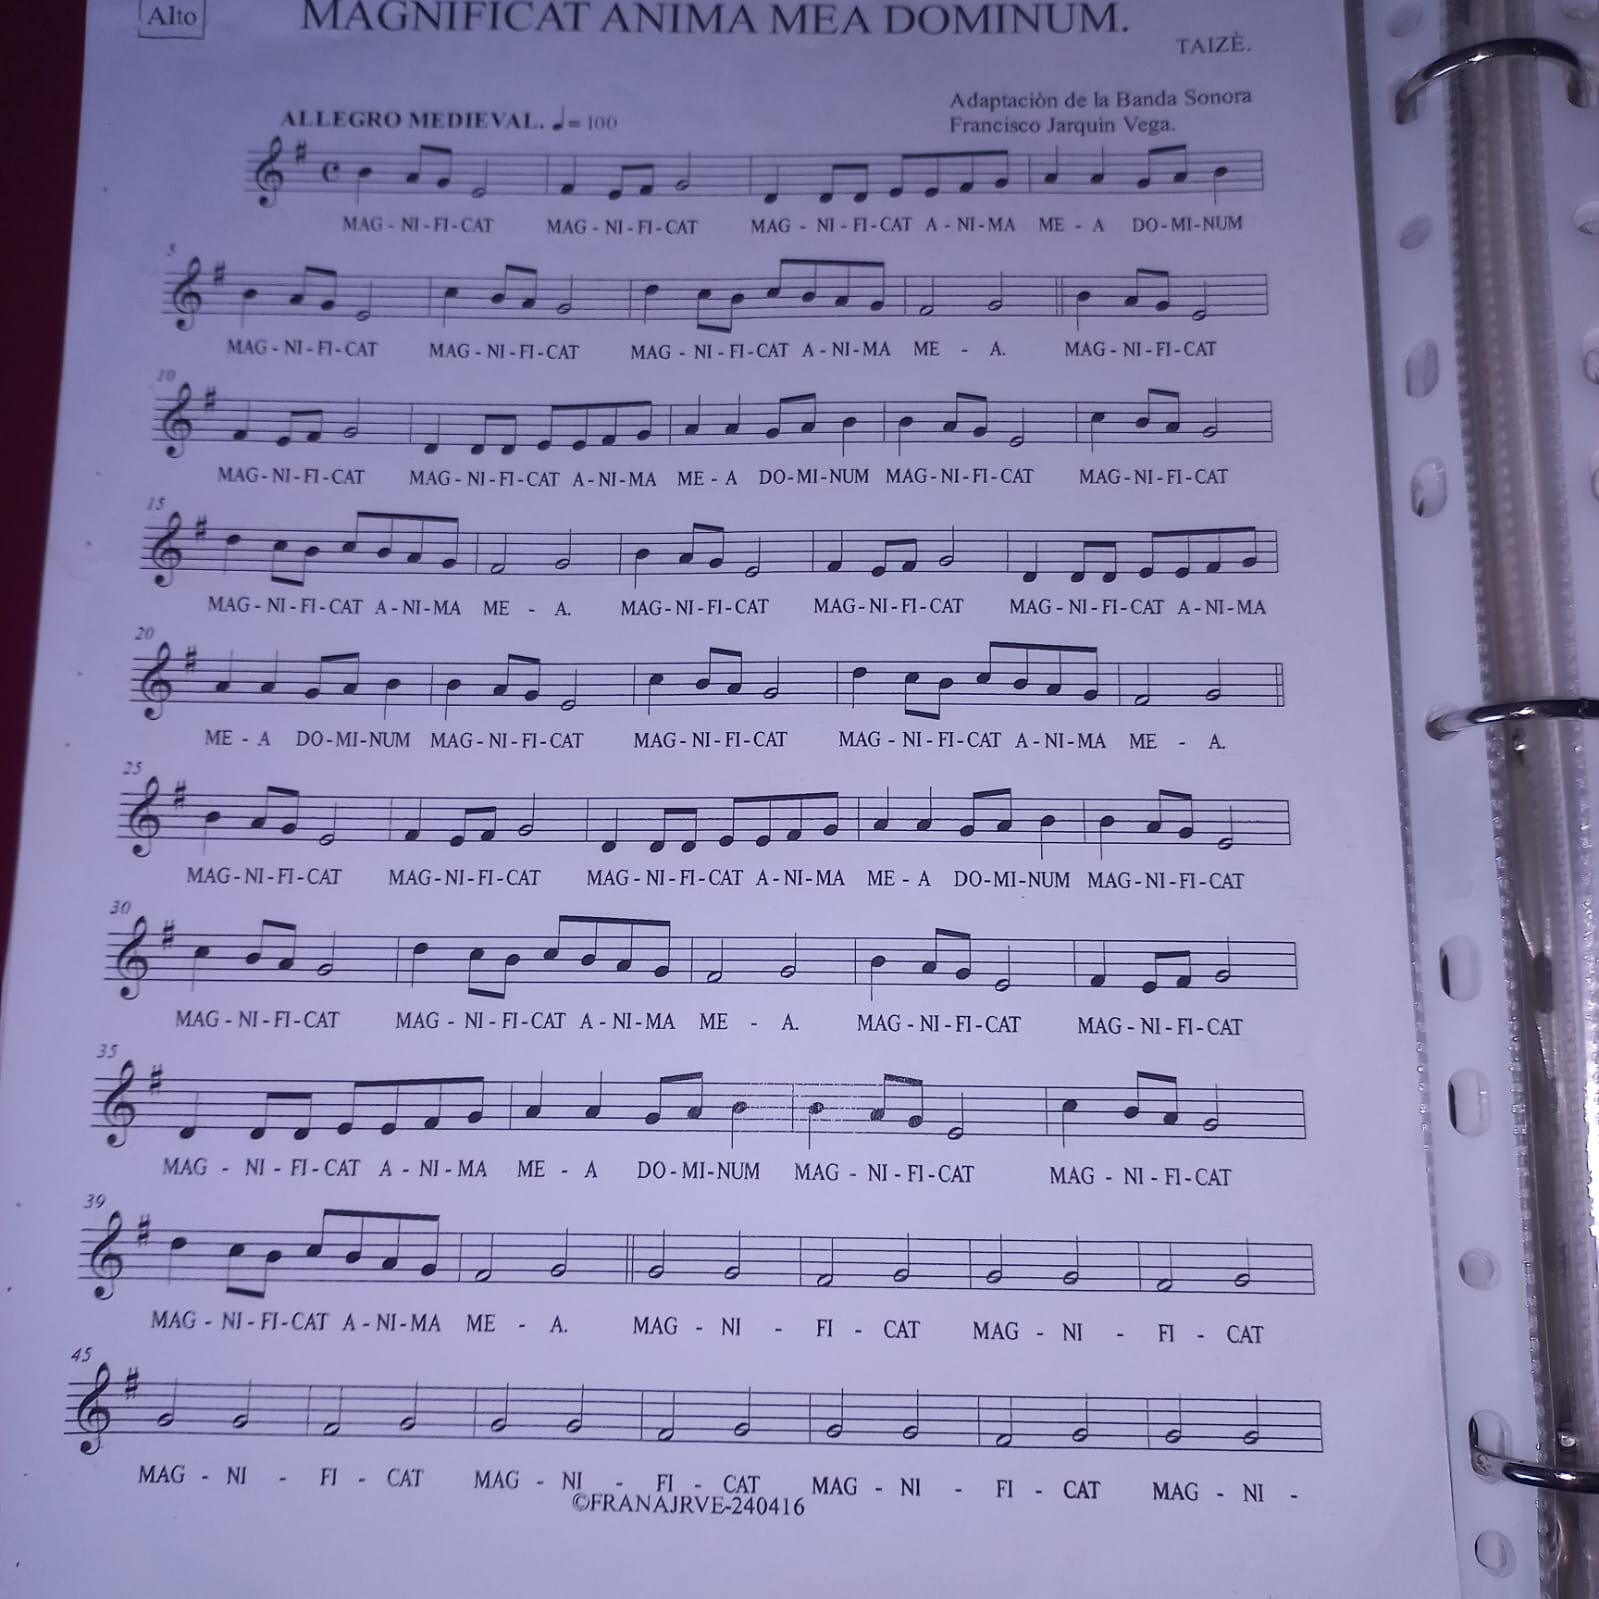 Alto
MAGNIFICAT ANIMA MEA DOMINUM.
TAIZÈ.
Adaptaciòn de la Banda Sonora
Francisco Jarquin Vega.
ALLEGRO MEDIEVAL. ♩= 100
MAG - NI - FI - CAT MAG - NI - FI - CAT MAG - NI - FI - CAT A - NI - MA ME - A DO - MI - NUM
5
MAG - NI - FI - CAT MAG - NI - FI - CAT MAG - NI - FI - CAT A - NI - MA ME - A. MAG - NI - FI - CAT
10
MAG - NI - FI - CAT MAG - NI - FI - CAT A - NI - MA ME - A DO - MI - NUM MAG - NI - FI - CAT MAG - NI - FI - CAT
15
MAG - NI - FI - CAT A - NI - MA ME - A. MAG - NI - FI - CAT MAG - NI - FI - CAT MAG - NI - FI - CAT A - NI - MA
20
ME - A DO - MI - NUM MAG - NI - FI - CAT MAG - NI - FI - CAT MAG - NI - FI - CAT A - NI - MA ME - A.
25
MAG - NI - FI - CAT MAG - NI - FI - CAT MAG - NI - FI - CAT A - NI - MA ME - A DO - MI - NUM MAG - NI - FI - CAT
30
MAG - NI - FI - CAT MAG - NI - FI - CAT A - NI - MA ME - A. MAG - NI - FI - CAT MAG - NI - FI - CAT
35
MAG - NI - FI - CAT A - NI - MA ME - A DO - MI - NUM MAG - NI - FI - CAT MAG - NI - FI - CAT
39
MAG - NI - FI - CAT A - NI - MA ME - A. MAG - NI - FI - CAT MAG - NI - FI - CAT
45
MAG - NI - FI - CAT MAG - NI - FI - CAT MAG - NI - FI - CAT MAG - NI -
©FRANAJRVE-240416